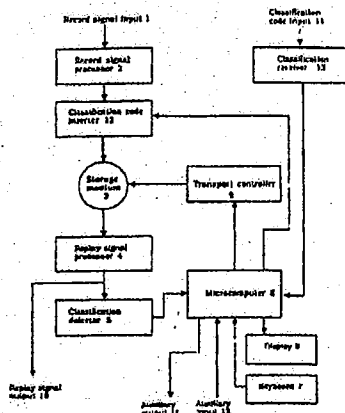 Record signal input 1
Classification
code input 11
Record signal
processor 2
Classification
receiver 13
Classification code
inserter 12
Storage
medium
3
Transport controller
Replay signal
processor 4
Microcomputer 6
Classification
detector 5
Display 8
Keyboard 7
Replay signal
output 10
Auxiliary
output
Auxiliary
input